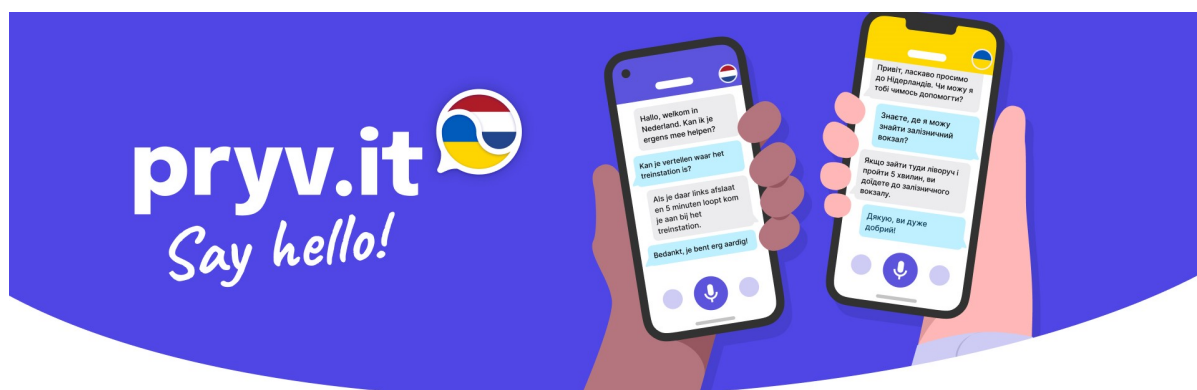 pryv.it
Say hello!
Hallo, welkom in
Nederland. Kan ik je
ergens mee helpen?
Kan je vertellen waar het
treinstation is?
Als je daar links afslaat
en 5 minuten loopt kom
je aan bij het
treinstation.
Bedankt, je bent erg aardig!
Привіт, ласкаво просимо
до Нідерландів. Чи можу я
тобі чимось допомогти?
Знаєте, де я можу
знайти залізничний
вокзал?
Якщо зайти туди ліворуч і
пройти 5 хвилин, ви
дойдете до залізничного
вокзалу.
Дякую, ви дуже
добрий!